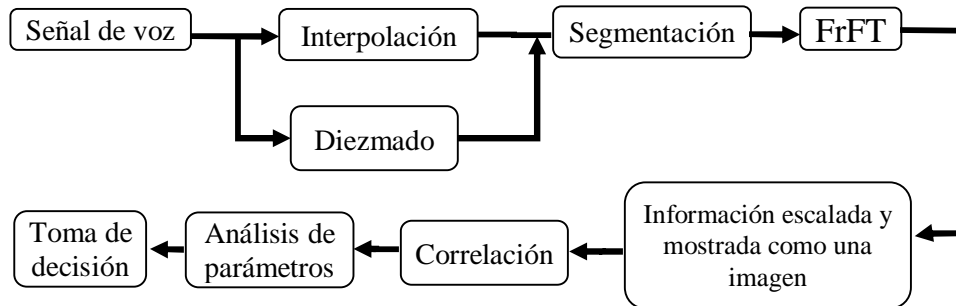 Señal de voz
Interpolación
Segmentación
FrFT
Diezmado
Información escalada y
mostrada como una
imagen
Correlación
Análisis de
parámetros
Toma de
decisión